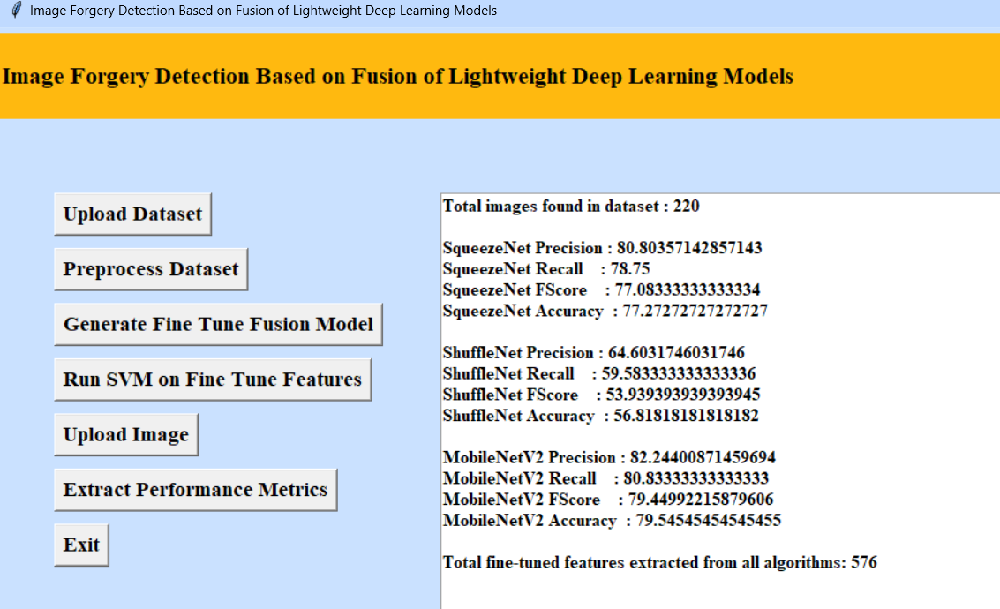 Image Forgery Detection Based on Fusion of Lightweight Deep Learning Models
Image Forgery Detection Based on Fusion of Lightweight Deep Learning Models
Upload Dataset
Preprocess Dataset
Generate Fine Tune Fusion Model
Run SVM on Fine Tune Features
Upload Image
Extract Performance Metrics
Exit
Total images found in dataset : 220
SqueezeNet Precision : 80.80357142857143
SqueezeNet Recall    : 78.75
SqueezeNet FScore    : 77.08333333333334
SqueezeNet Accuracy  : 77.27272727272727
ShuffleNet Precision : 64.6031746031746
ShuffleNet Recall    : 59.583333333333336
ShuffleNet FScore    : 53.939393939393945
ShuffleNet Accuracy  : 56.81818181818182
MobileNetV2 Precision : 82.24400871459694
MobileNetV2 Recall    : 80.83333333333333
MobileNetV2 FScore    : 79.44992215879606
MobileNetV2 Accuracy  : 79.54545454545455
Total fine-tuned features extracted from all algorithms: 576